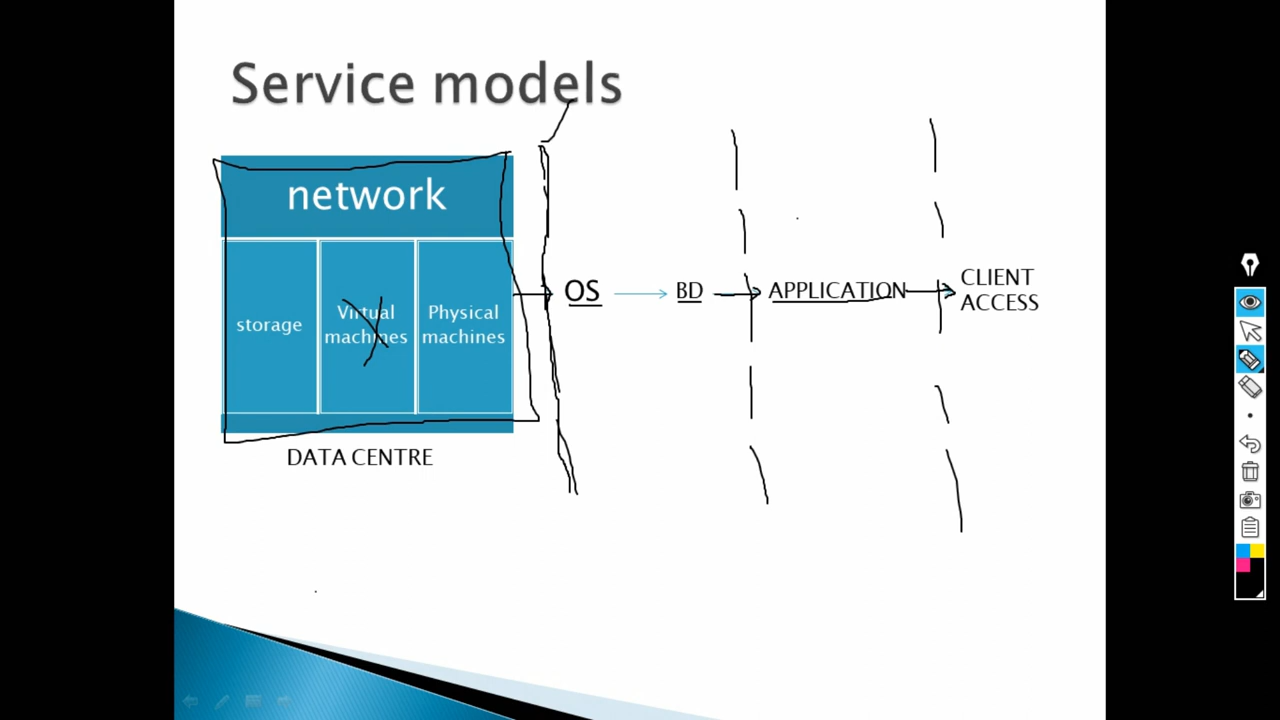 Service models
network
storage
Virtual
machines
Physical
machines
DATA CENTRE
OS
BD
APPLICATION
CLIENT
ACCESS